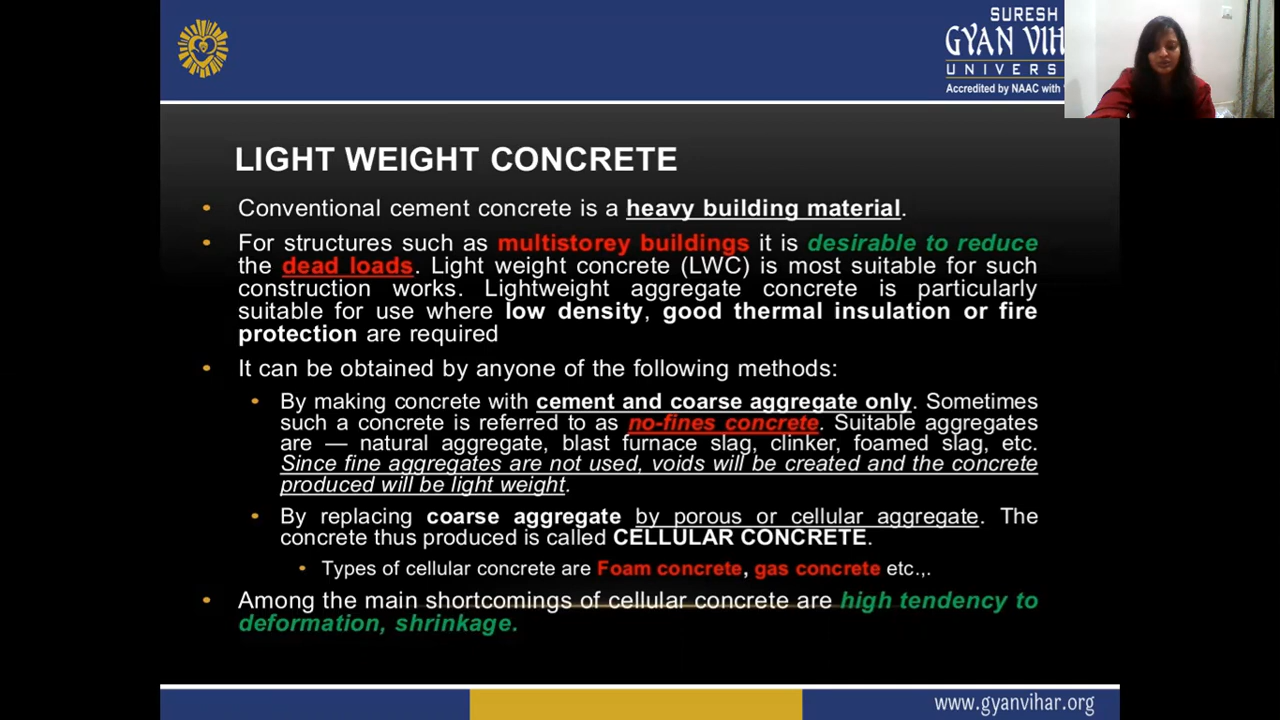 SURESH
GYAN VIH
UNIVERS
Accredited by NAAC with
LIGHT WEIGHT CONCRETE
• Conventional cement concrete is a heavy building material.
• For structures such as multistorey buildings it is desirable to reduce
the dead loads. Light weight concrete (LWC) is most suitable for such
construction works. Lightweight aggregate concrete is particularly
suitable for use where low density, good thermal insulation or fire
protection are required
• It can be obtained by anyone of the following methods:
• By making concrete with cement and coarse aggregate only. Sometimes
such a concrete is referred to as no-fines concrete. Suitable aggregates
are — natural aggregate, blast furnace slag, clinker, foamed slag, etc.
Since fine aggregates are not used, voids will be created and the concrete
produced will be light weight.
• By replacing coarse aggregate by porous or cellular aggregate. The
concrete thus produced is called CELLULAR CONCRETE.
• Types of cellular concrete are Foam concrete, gas concrete etc.,.
• Among the main shortcomings of cellular concrete are high tendency to
deformation, shrinkage.
www.gyanvihar.org